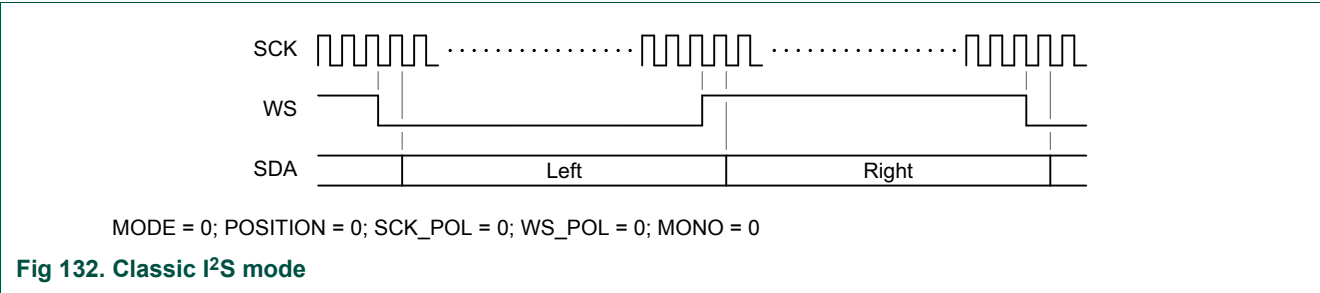 SCK
WS
SDA Left Right
MODE = 0; POSITION = 0; SCK_POL = 0; WS_POL = 0; MONO = 0
Fig 132. Classic I²S mode